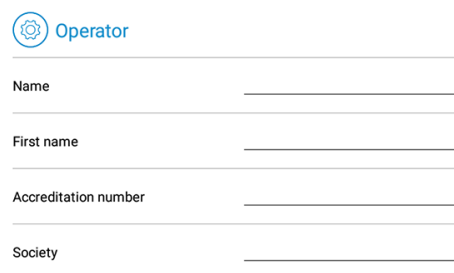 Operator
Name
First name
Accreditation number
Society